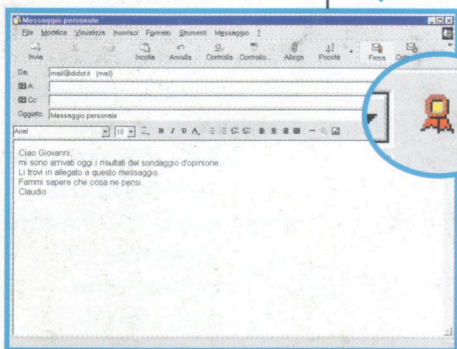 Messaggio personale
File Modifica Visualizza Inserisci Formato Strumenti Messaggio ?
Invia Incolla Annulla Controlla Controllo... Allega Priorità Firma
Da: mail@didot.it (mail)
A:
Cc:
Oggetto: Messaggio personale
Arial 10
Ciao Giovanni,
mi sono arrivati oggi i risultati del sondaggio d'opinione.
Li trovi in allegato a questo messaggio.
Fammi sapere che cosa ne pensi.
Claudio